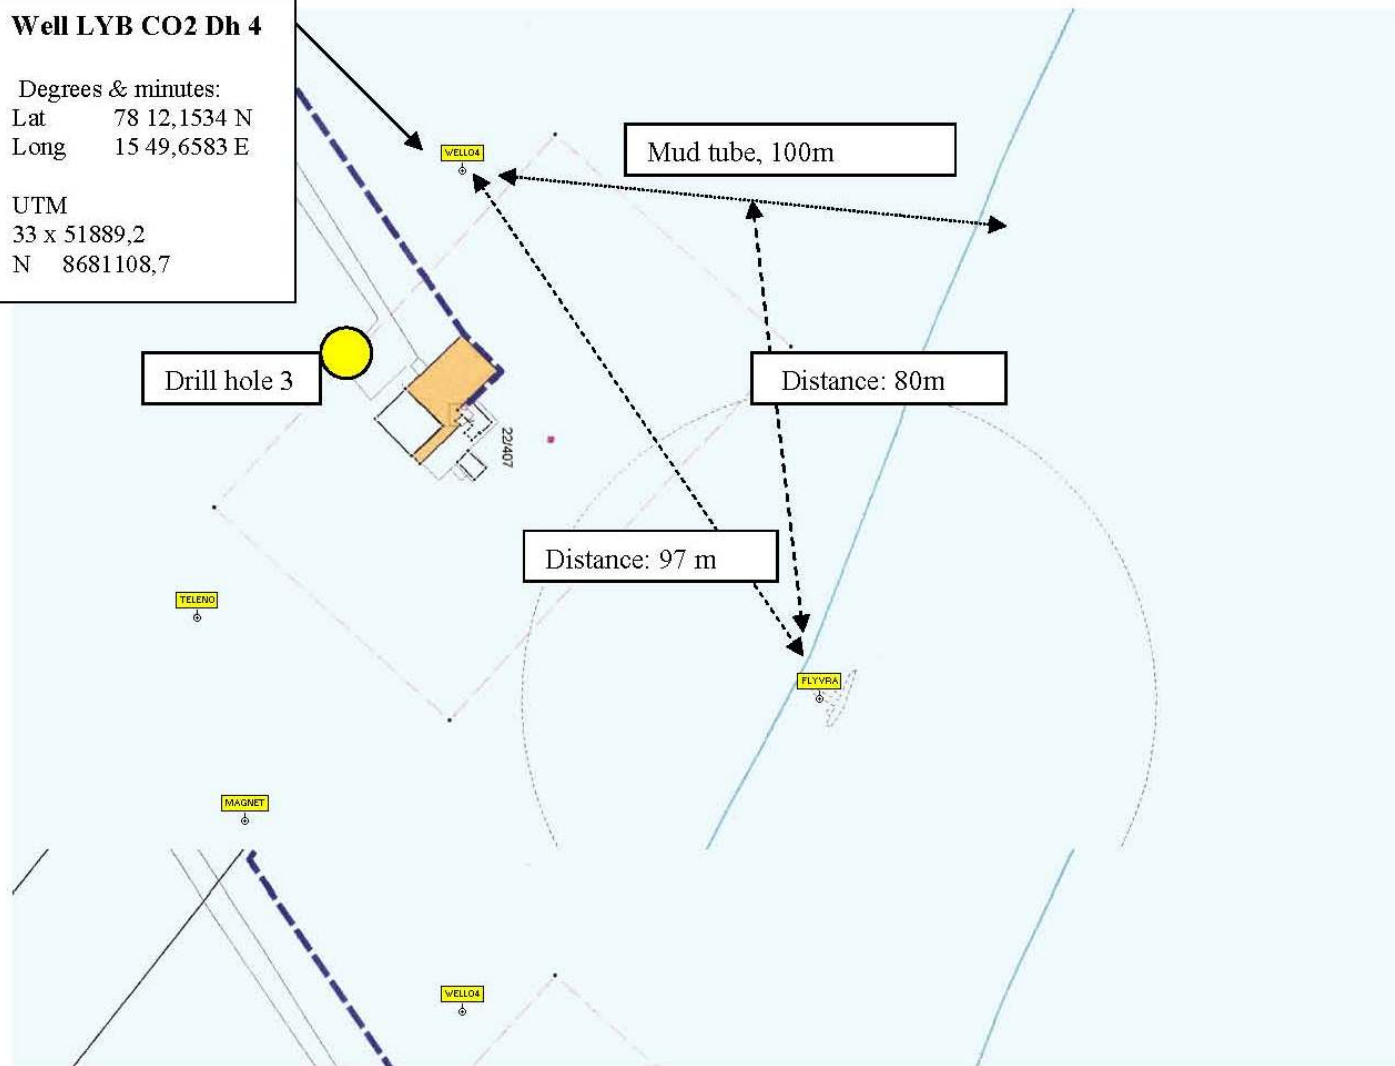 Well LYB CO2 Dh 4
Degrees & minutes:
Lat 78 12,1534 N
Long 15 49,6583 E
UTM
33 x 51889,2
N 8681108,7
WELL04
Mud tube, 100m
Drill hole 3
Distance: 80m
22/407
Distance: 97 m
TELENO
FLYVRA
MAGNET
WELL04